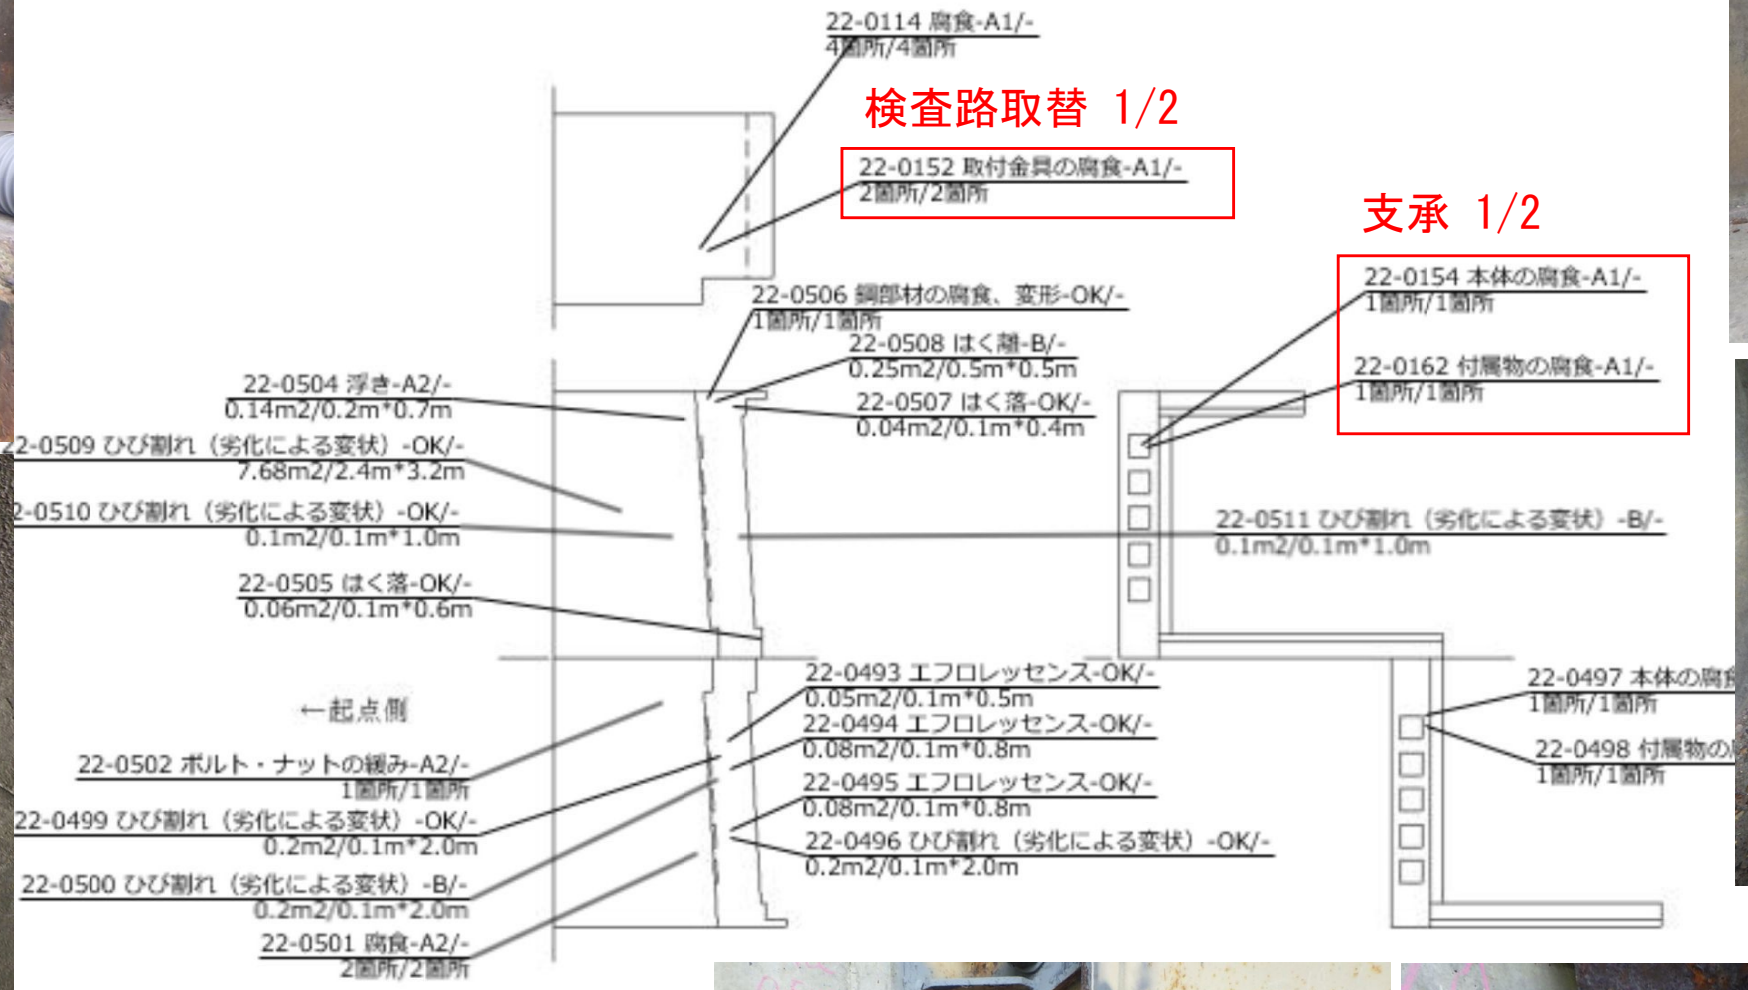 22-0114 腐食-A1/-
4箇所/4箇所
検査路取替 1/2
22-0152 取付金具の腐食-A1/-
2箇所/2箇所
支承 1/2
22-0154 本体の腐食-A1/-
1箇所/1箇所
22-0506 鋼部材の腐食、変形-OK/-
1箇所/1箇所
22-0508 はく離-B/-
0.25m2/0.5m*0.5m
22-0162 付属物の腐食-A1/-
1箇所/1箇所
22-0504 浮き-A2/-
0.14m2/0.2m*0.7m
22-0507 はく落-OK/-
0.04m2/0.1m*0.4m
22-0509 ひび割れ（劣化による変状）-OK/-
7.68m2/2.4m*3.2m
2-0510 ひび割れ（劣化による変状）-OK/-
0.1m2/0.1m*1.0m
22-0511 ひび割れ（劣化による変状）-B/-
0.1m2/0.1m*1.0m
22-0505 はく落-OK/-
0.06m2/0.1m*0.6m
22-0493 エフロレッセンス-OK/-
0.05m2/0.1m*0.5m
22-0497 本体の腐食
1箇所/1箇所
←起点側
22-0494 エフロレッセンス-OK/-
0.08m2/0.1m*0.8m
22-0498 付属物の
1箇所/1箇所
22-0502 ボルト・ナットの緩み-A2/-
1箇所/1箇所
22-0495 エフロレッセンス-OK/-
0.08m2/0.1m*0.8m
22-0499 ひび割れ（劣化による変状）-OK/-
0.2m2/0.1m*2.0m
22-0496 ひび割れ（劣化による変状）-OK/-
0.2m2/0.1m*2.0m
22-0500 ひび割れ（劣化による変状）-B/-
0.2m2/0.1m*2.0m
22-0501 腐食-A2/-
2箇所/2箇所